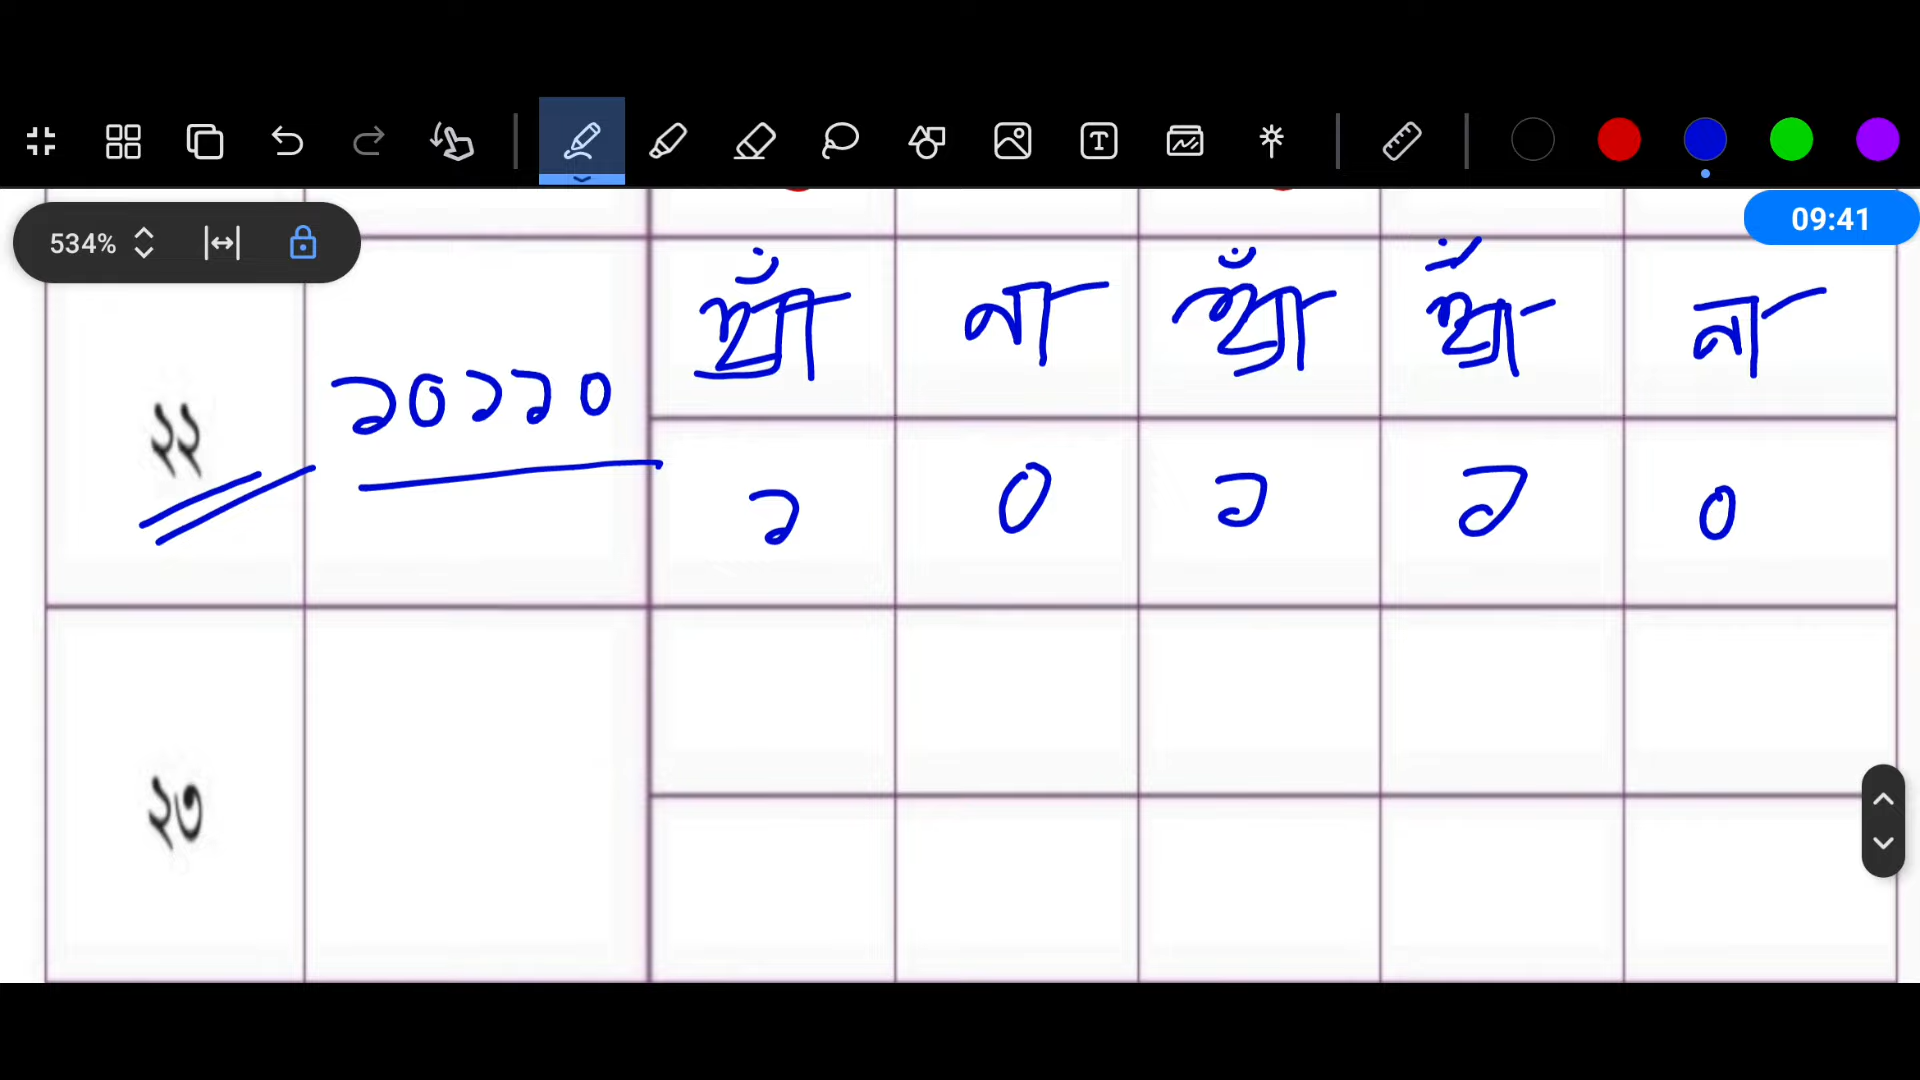 534%
09:41
হ্যাঁ না হ্যাঁ হ্যাঁ না
২২ ১০১১০
১ ০ ১ ১ ০
২৩